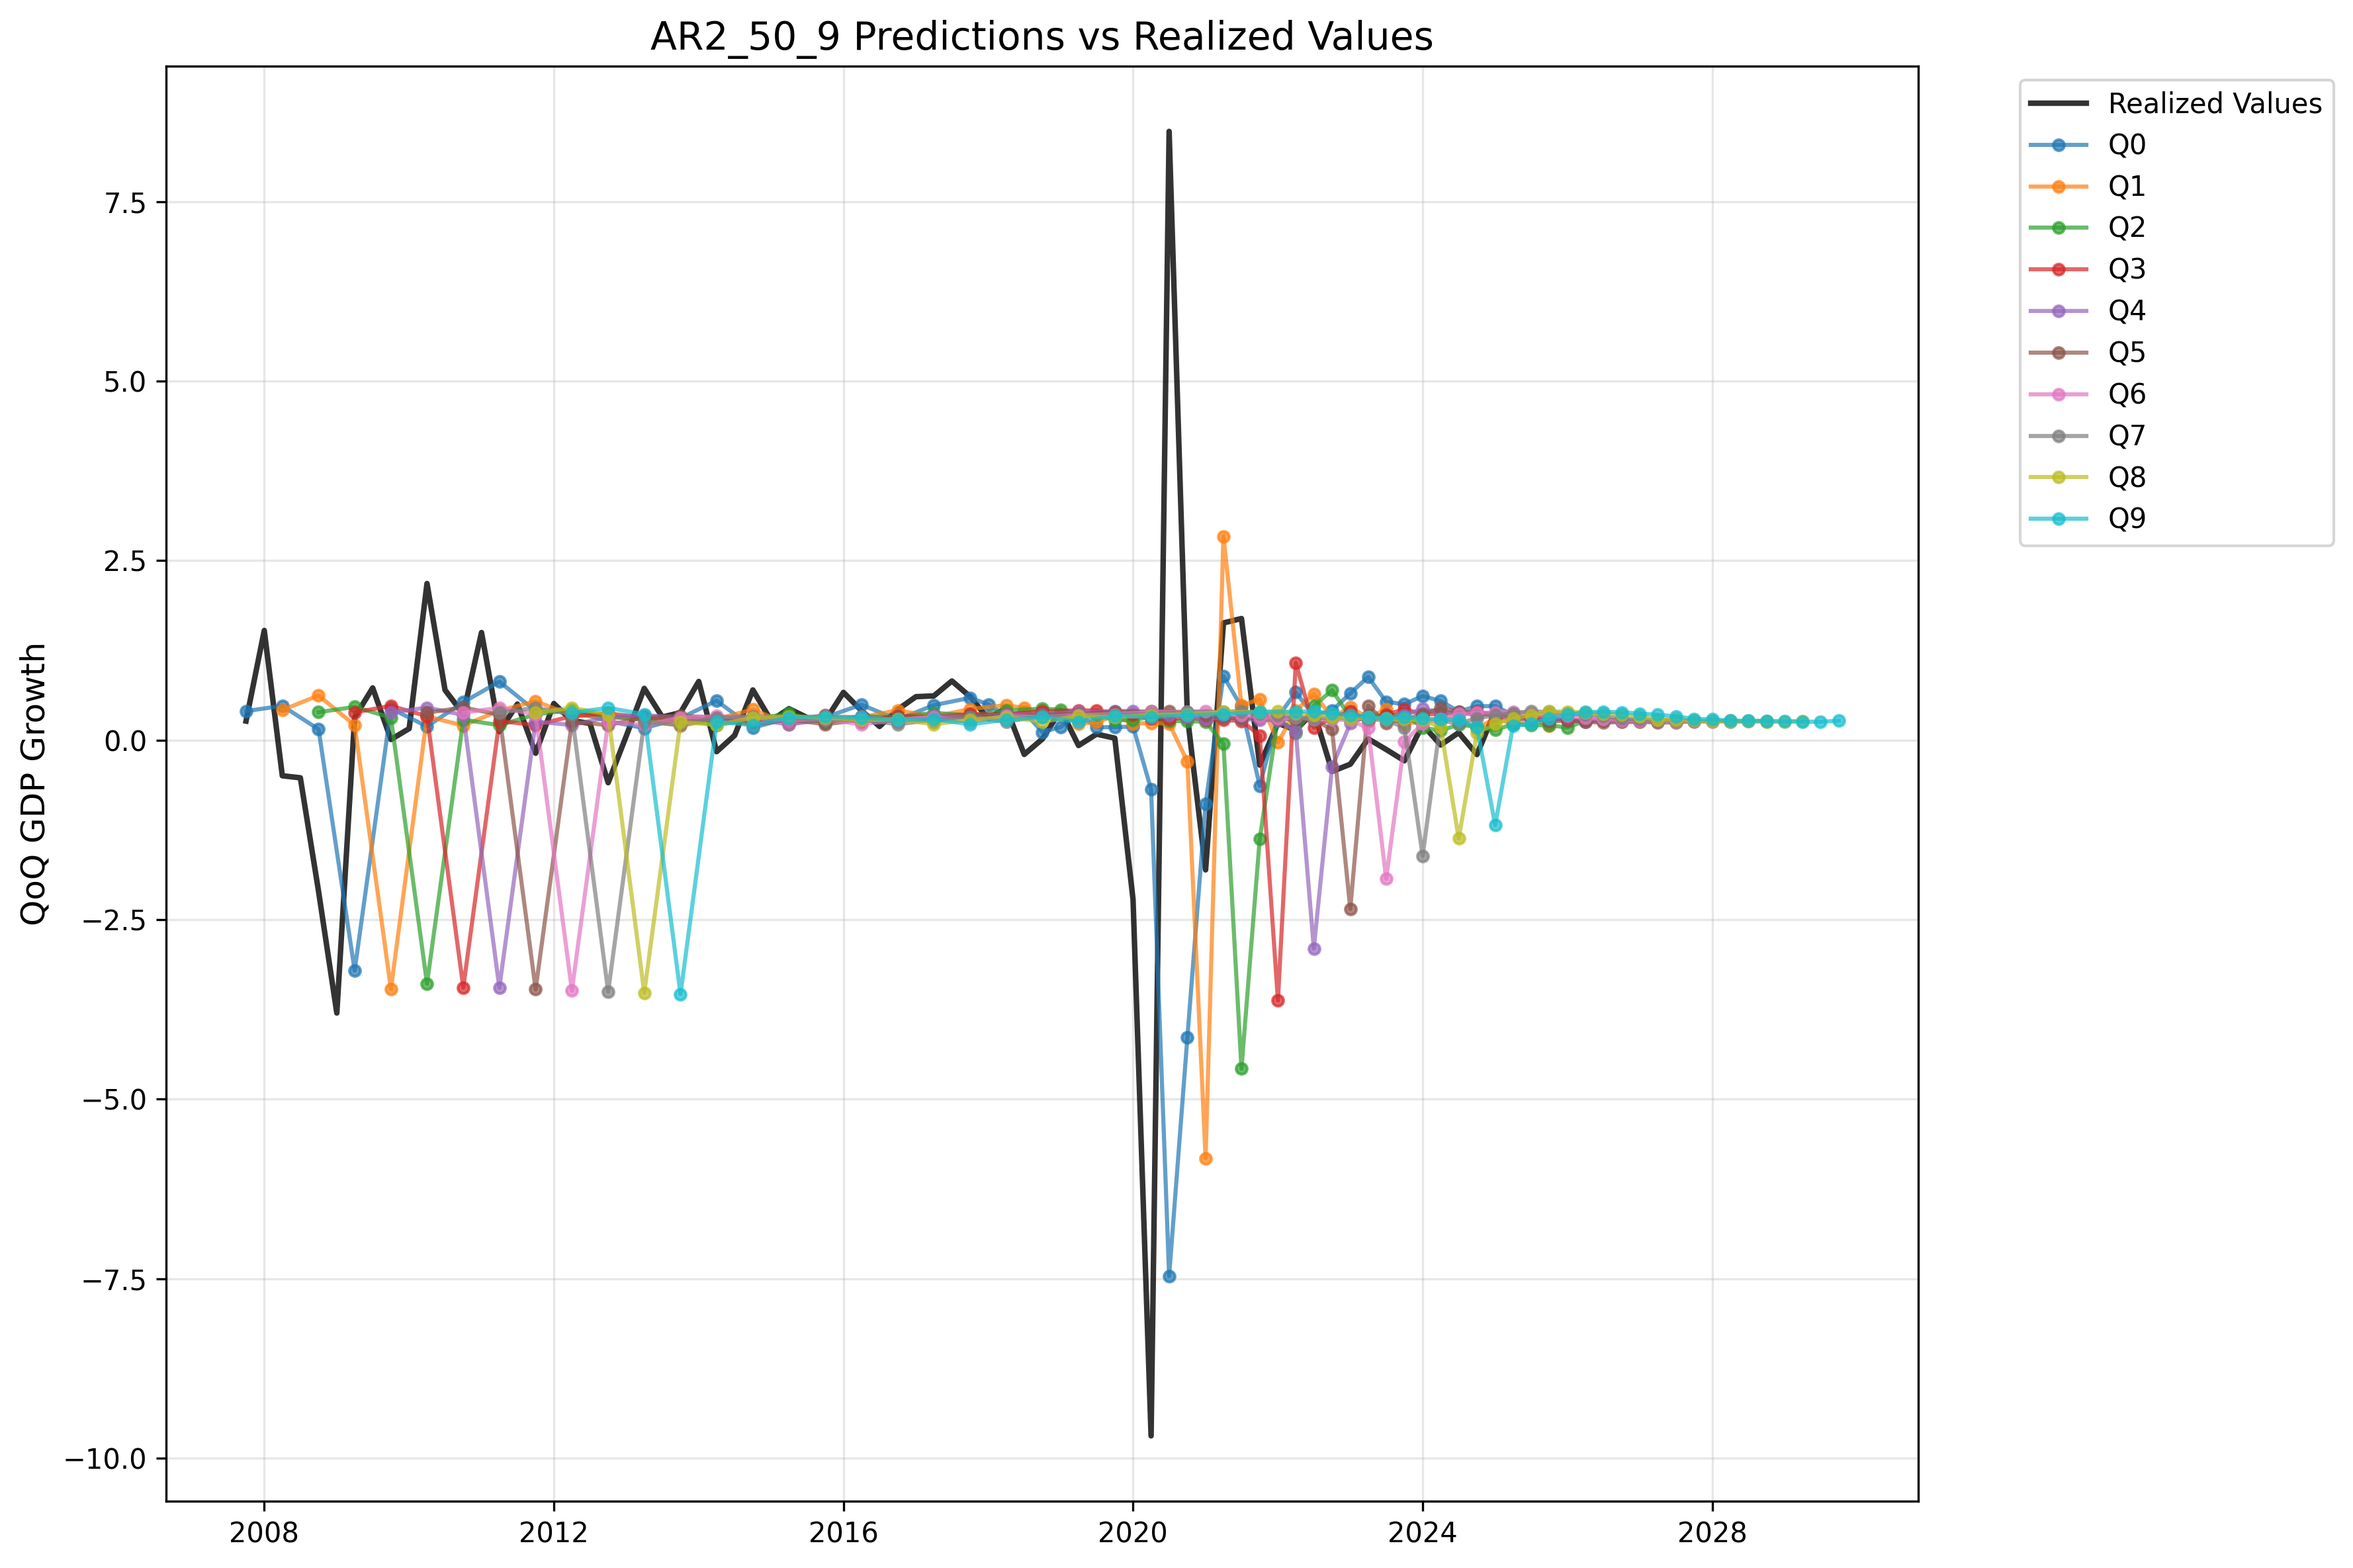 AR2_50_9 Predictions vs Realized Values
QoQ GDP Growth
7.5
5.0
2.5
0.0
−2.5
−5.0
−7.5
−10.0
2008
2012
2016
2020
2024
2028
Realized Values
Q0
Q1
Q2
Q3
Q4
Q5
Q6
Q7
Q8
Q9